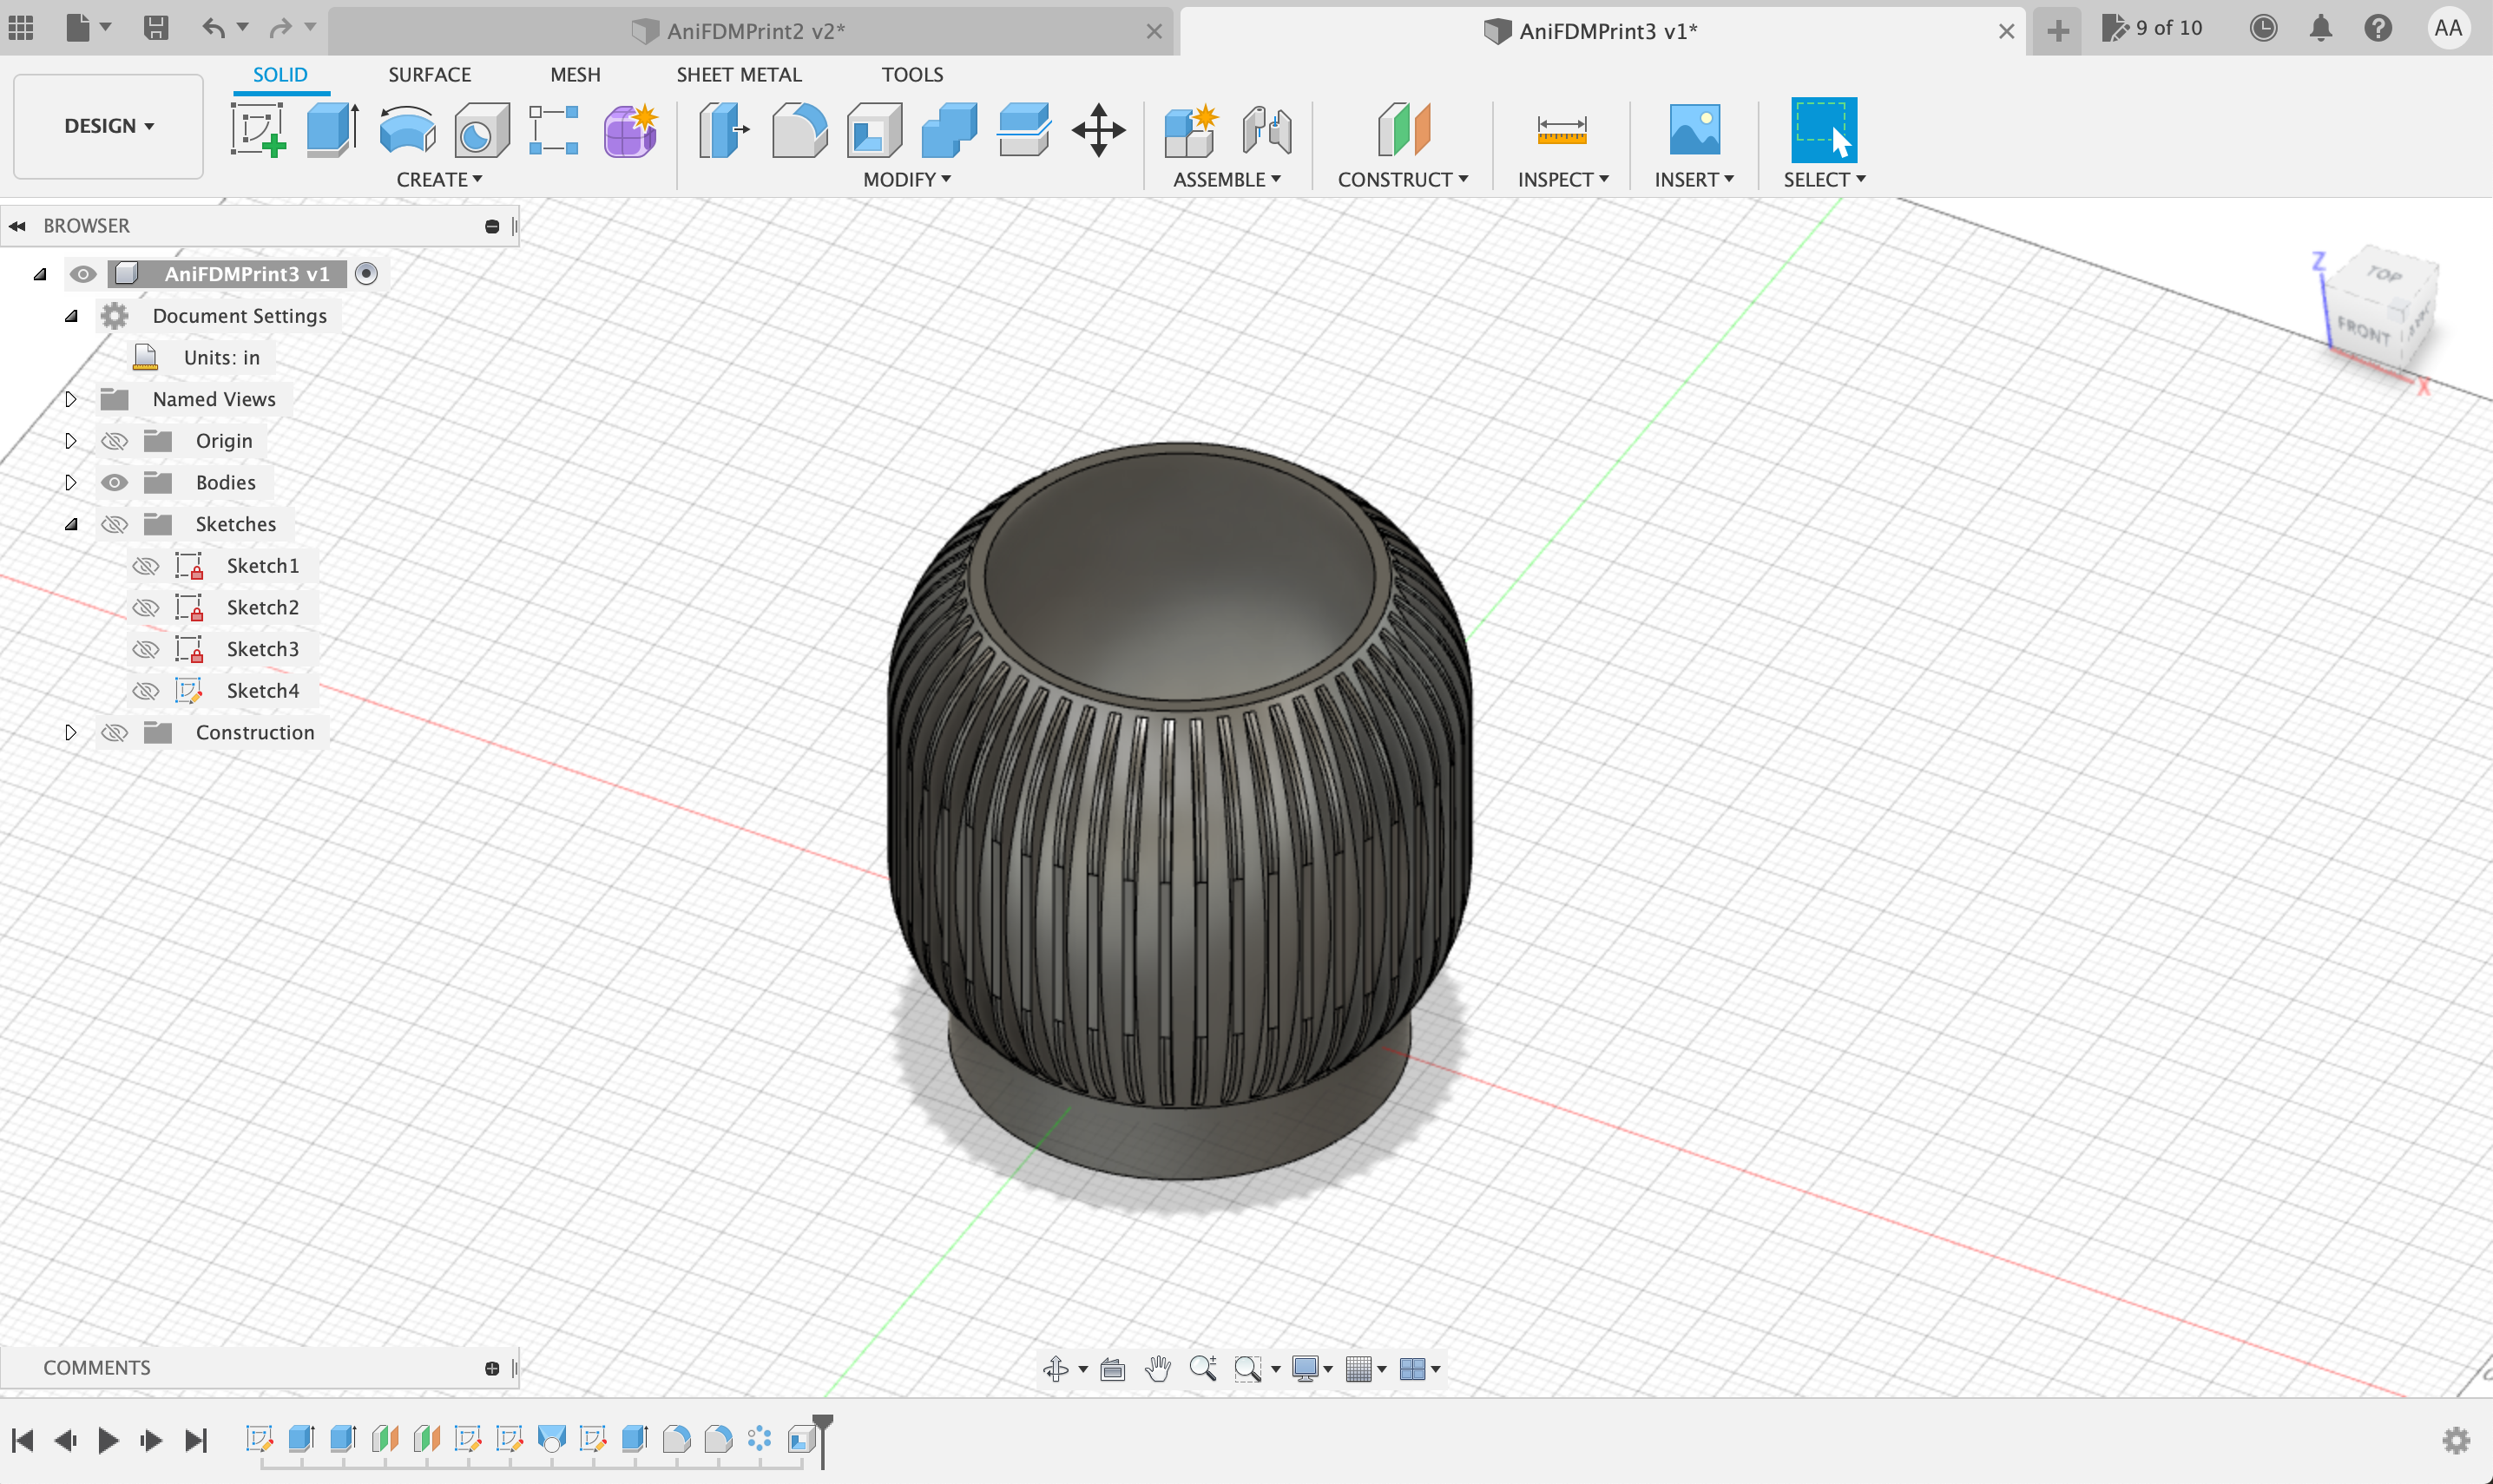 AniFDMPrint2 v2*
AniFDMPrint3 v1*
9 of 10
AA
SOLID
SURFACE
MESH
SHEET METAL
TOOLS
DESIGN
CREATE
MODIFY
ASSEMBLE
CONSTRUCT
INSPECT
INSERT
SELECT
BROWSER
AniFDMPrint3 v1
Document Settings
Units: in
Named Views
Origin
Bodies
Sketches
Sketch1
Sketch2
Sketch3
Sketch4
Construction
Z
TOP
FRONT
X
COMMENTS